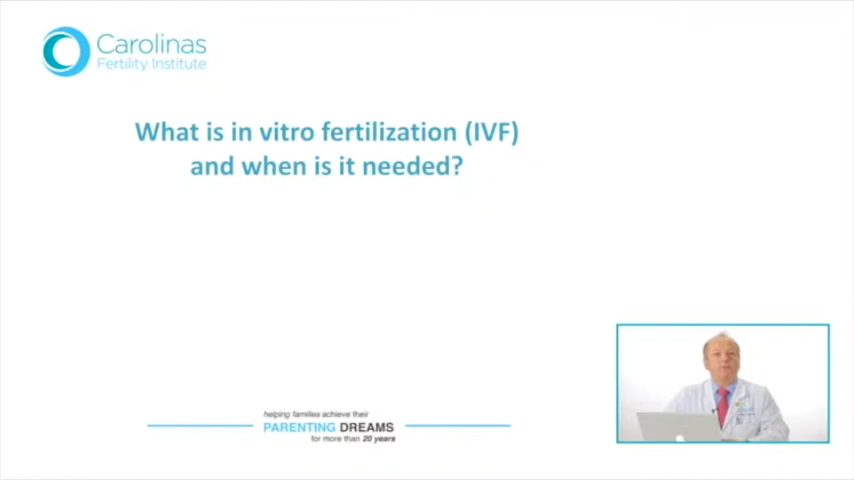 Carolinas
Fertility Institute
What is in vitro fertilization (IVF)
and when is it needed?
helping families achieve their
PARENTING DREAMS
for more than 20 years